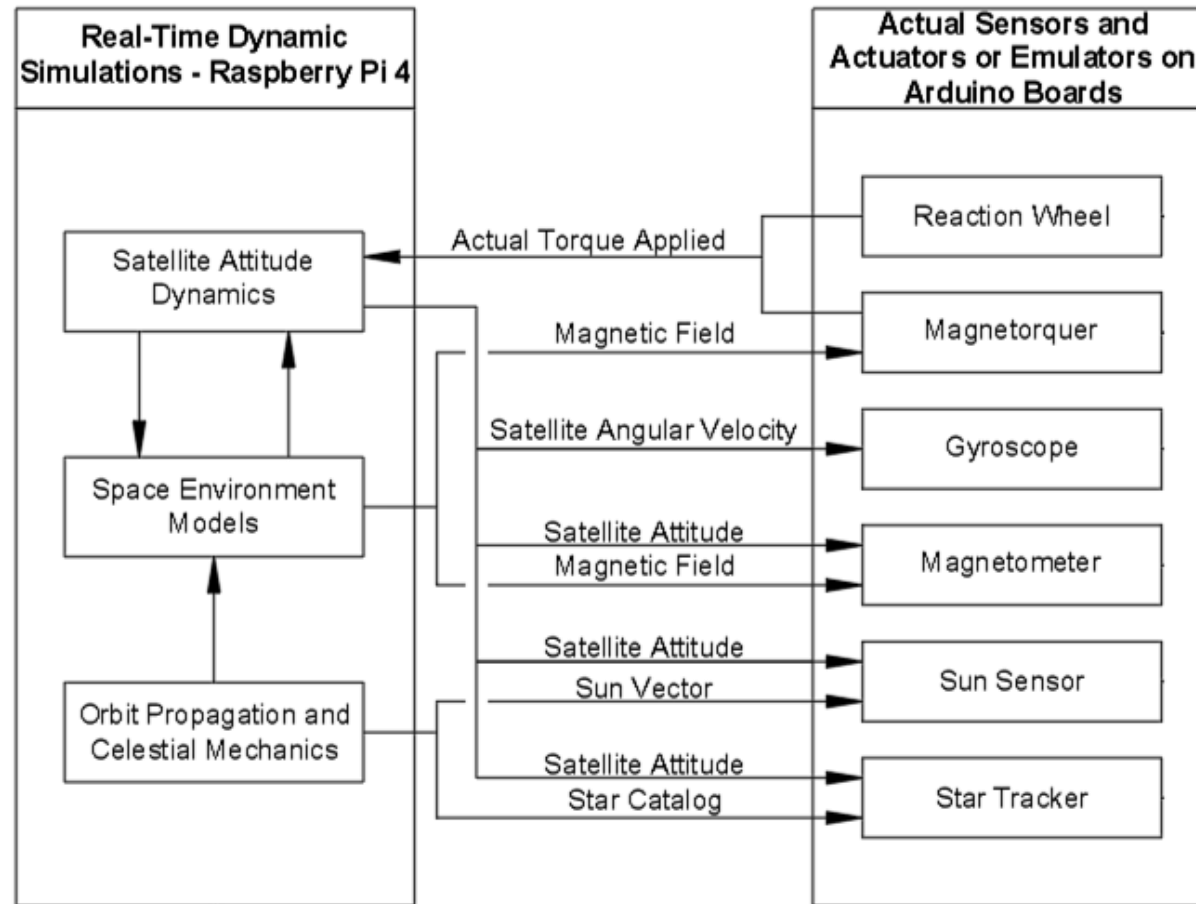 Real-Time Dynamic
Simulations - Raspberry Pi 4
Satellite Attitude
Dynamics
Space Environment
Models
Orbit Propagation and
Celestial Mechanics
Actual Torque Applied
Magnetic Field
Satellite Angular Velocity
Satellite Attitude
Magnetic Field
Satellite Attitude
Sun Vector
Satellite Attitude
Star Catalog
Actual Sensors and
Actuators or Emulators on
Arduino Boards
Reaction Wheel
Magnetorquer
Gyroscope
Magnetometer
Sun Sensor
Star Tracker